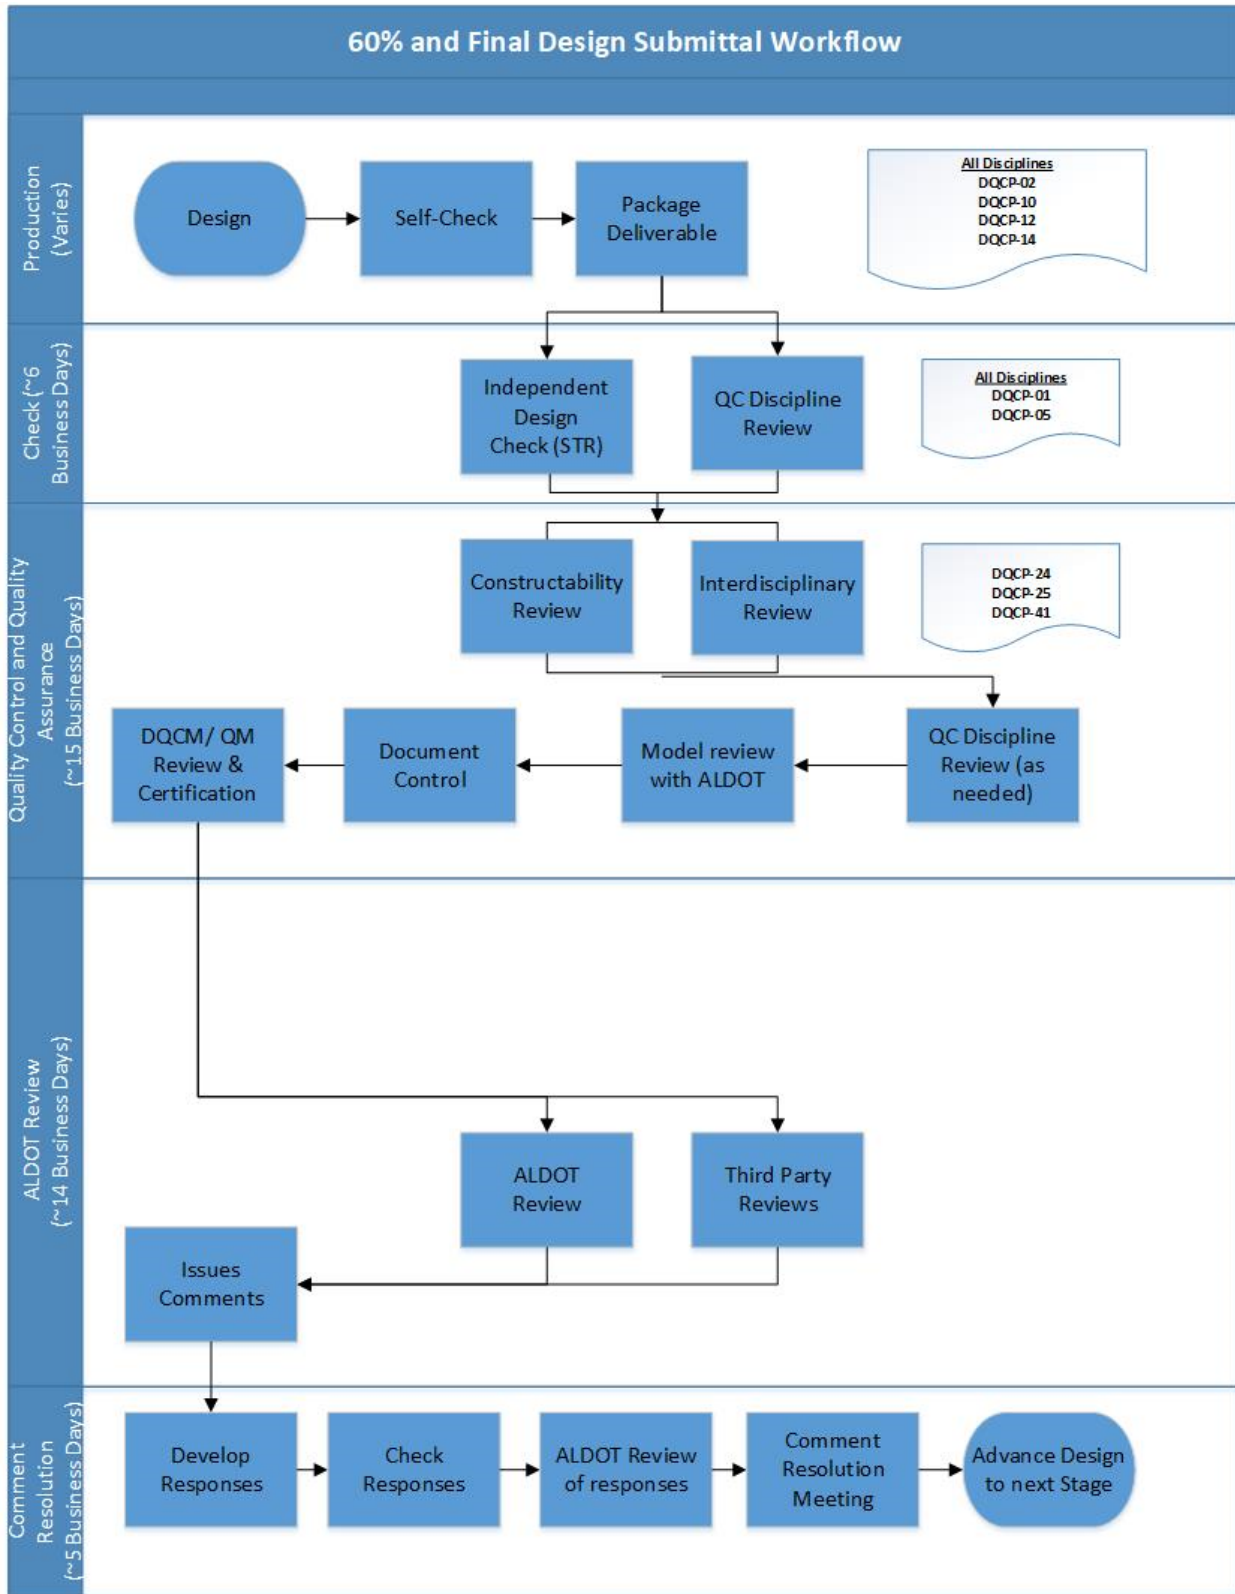 60% and Final Design Submittal Workflow
Production
(Varies)
Design
Self-Check
Package
Deliverable
All Disciplines
DQCP-02
DQCP-10
DQCP-12
DQCP-14
Check (~6
Business Days)
Independent
Design
Check (STR)
QC Discipline
Review
All Disciplines
DQCP-01
DQCP-05
Quality Control and Quality
Assurance
(~15 Business Days)
Constructability
Review
Interdisciplinary
Review
DQCP-24
DQCP-25
DQCP-41
DQCM/ QM
Review &
Certification
Document
Control
Model review
with ALDOT
QC Discipline
Review (as
needed)
ALDOT Review
(~14 Business Days)
ALDOT
Review
Third Party
Reviews
Issues
Comments
Comment
Resolution
(~5 Business Days)
Develop
Responses
Check
Responses
ALDOT Review
of responses
Comment
Resolution
Meeting
Advance Design
to next Stage